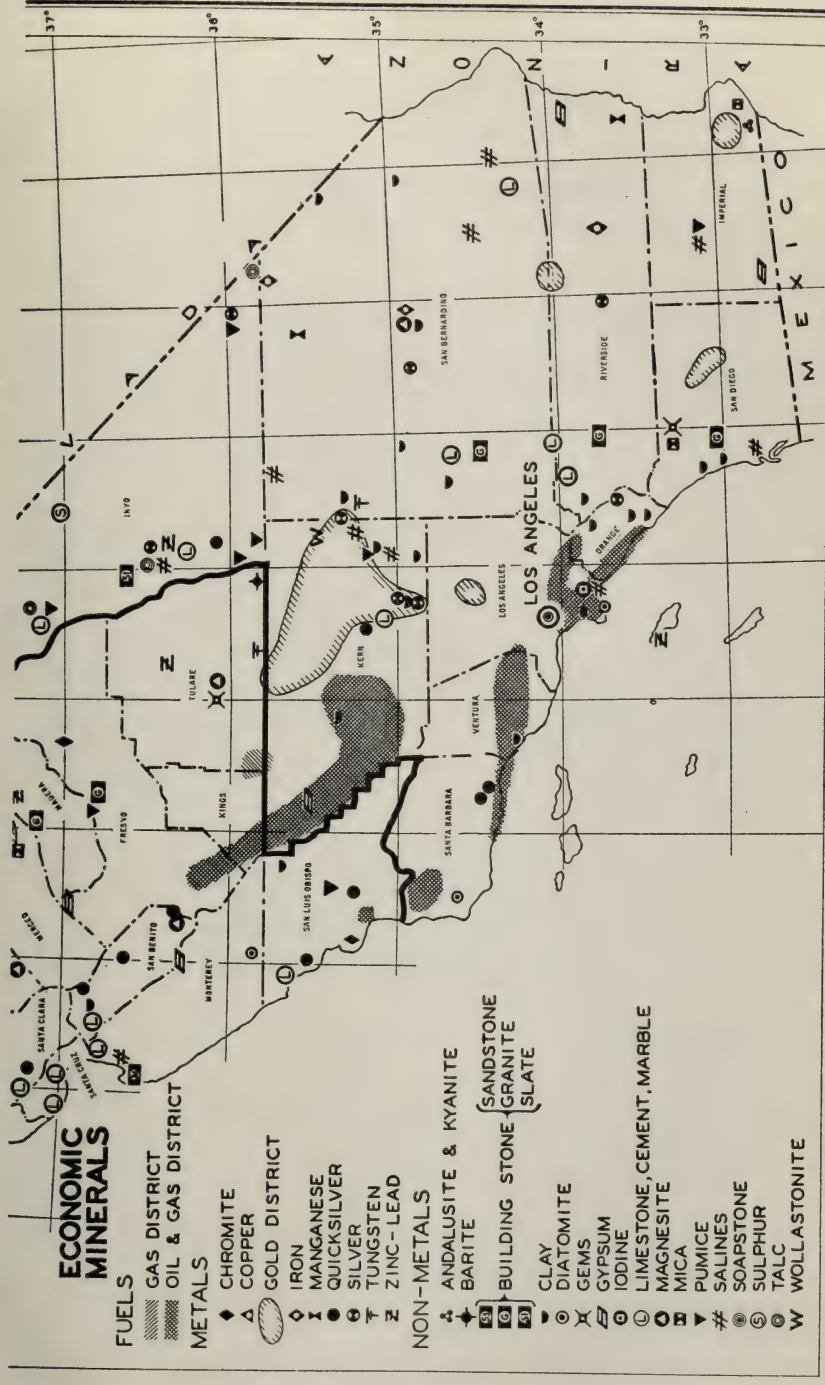 ECONOMIC
MINERALS
FUELS
GAS DISTRICT
OIL & GAS DISTRICT
METALS
CHROMITE
COPPER
GOLD DISTRICT
IRON
MANGANESE
QUICKSILVER
SILVER
TUNGSTEN
ZINC-LEAD
NON-METALS
ANDALUSITE & KYANITE
BARITE
BUILDING STONE
SANDSTONE
G GRANITE
SLATE
CLAY
DIATOMITE
GEMS
GYPSUM
IODINE
L LIMESTONE, CEMENT, MARBLE
MAGNESITE
MICA
PUMICE
# SALINES
SOAPSTONE
S SULPHUR
TALC
W WOLLASTONITE
37°
36°
35°
34°
33°
SANTA CLARA
SANTA CRUZ
MERCED
MADERA
SAN BENITO
FRESNO
MONTEREY
KINGS
TULARE
INYO
SAN LUIS OBISPO
KERN
SANTA BARBARA
VENTURA
LOS ANGELES
LOS ANGELES
ORANGE
SAN BERNARDINO
RIVERSIDE
SAN DIEGO
IMPERIAL
ARIZONA
MEXICO